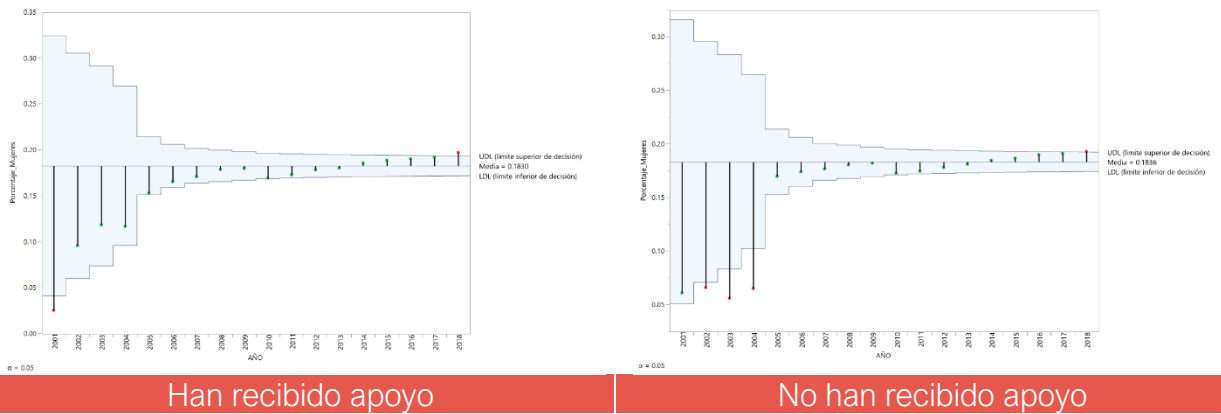 0.35
0.30
0.25
0.20
0.15
0.10
0.05
0.00
Porcentaje_Mujeres
UDL (límite superior de decisión)
Media = 0.1830
LDL (límite inferior de decisión)
2001 2002 2003 2004 2005 2006 2007 2008 2009 2010 2011 2012 2013 2014 2015 2016 2017 2018
AÑO
α = 0.05
Han recibido apoyo
0.30
0.25
0.20
0.15
0.10
0.05
Porcentaje_Mujeres
UDL (límite superior de decisión)
Media = 0.1836
LDL (límite inferior de decisión)
2001 2002 2003 2004 2005 2006 2007 2008 2009 2010 2011 2012 2013 2014 2015 2016 2017 2018
AÑO
α = 0.05
No han recibido apoyo